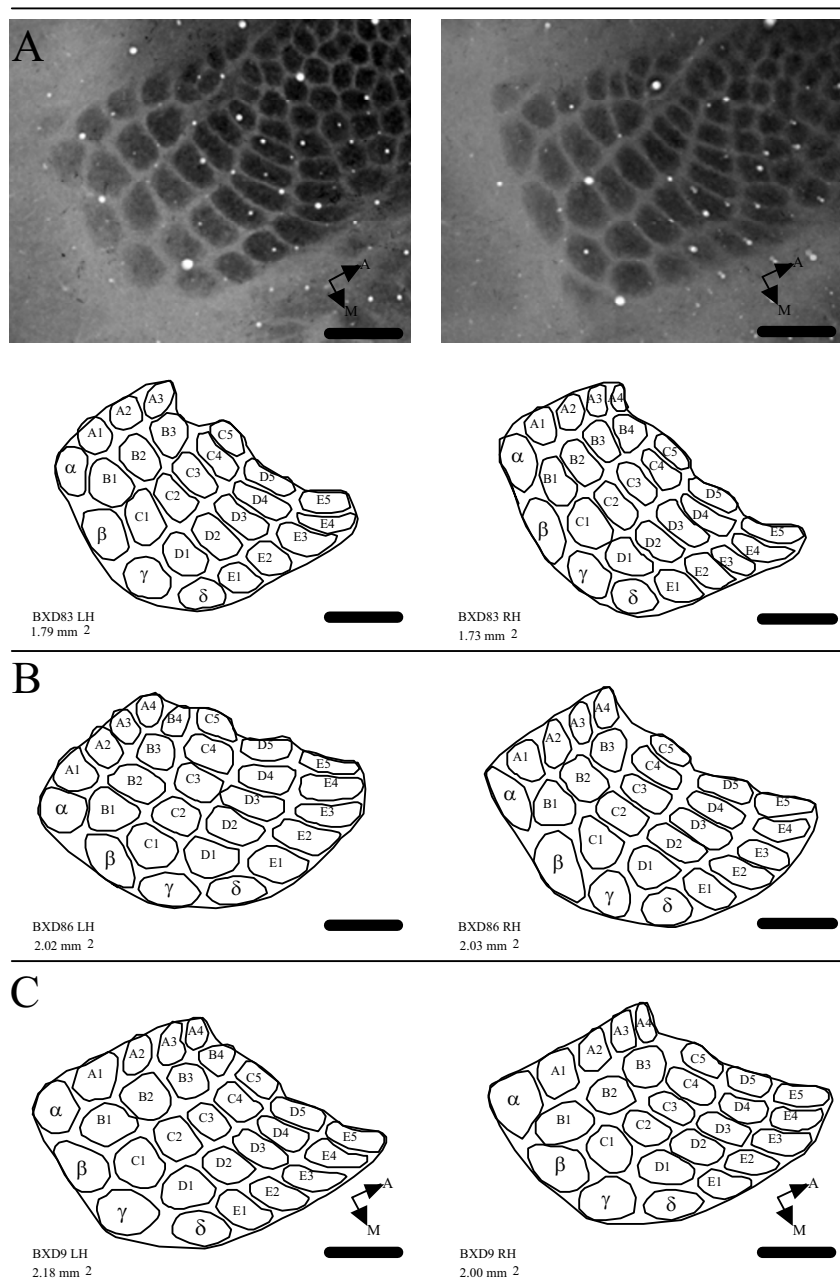 A
A
M
A
M
A3
A2
A1
B3
C5
B2
C4
α
C3
D5
B1
C2
D4
E5
C1
D3
E4
β
D2
E3
D1
E2
γ
E1
δ
BXD83 LH
1.79 mm 2
A3
A4
A2
A1
B4
B3
C5
B2
C4
α
C3
B1
D5
C2
D4
C1
D3
E5
β
D2
E4
D1
E3
γ
E2
E1
δ
BXD83 RH
1.73 mm 2
B
A4
B4
C5
A3
A2
B3
C4
D5
A1
E5
B2
C3
D4
E4
α
B1
D3
E3
C2
D2
E2
C1
β
D1
E1
γ
δ
BXD86 LH
2.02 mm 2
A4
A3
A2
B3
C5
A1
C4
B2
D5
α
C3
E5
B1
D4
C2
D3
E4
C1
D2
E3
β
D1
E2
E1
γ
δ
BXD86 RH
2.03 mm 2
C
A4
A3
A2
B4
A1
B3
C5
B2
C4
α
D5
B1
C3
C2
D4
E5
D3
E4
C1
D2
β
E3
D1
E2
E1
γ
δ
A
M
BXD9 LH
2.18 mm 2
A4
A3
A2
C5
A1
B3
C4
D5
B2
E5
α
C3
D4
E4
B1
C2
D3
E3
C1
D2
E2
β
D1
E1
γ
δ
A
M
BXD9 RH
2.00 mm 2